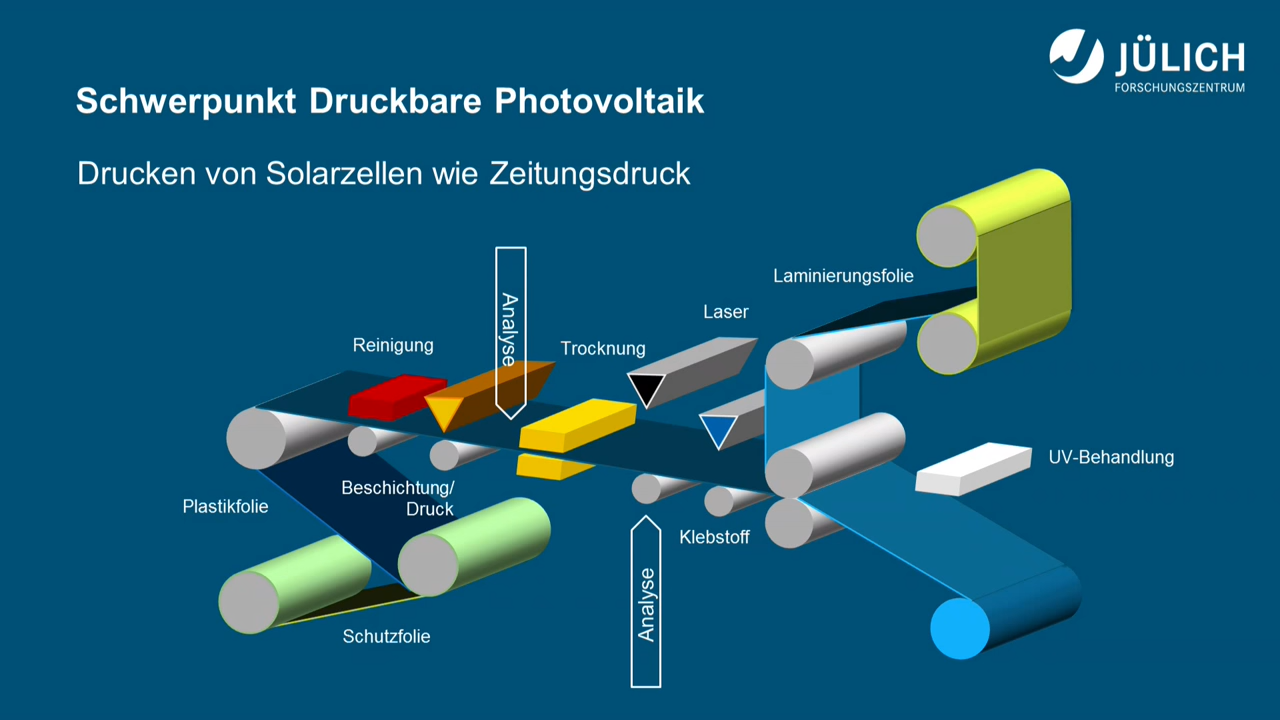 JÜLICH
FORSCHUNGSZENTRUM
Schwerpunkt Druckbare Photovoltaik
Drucken von Solarzellen wie Zeitungsdruck
Laminierungsfolie
Analyse
Laser
Reinigung
Trocknung
UV-Behandlung
Beschichtung/
Druck
Plastikfolie
Klebstoff
Analyse
Schutzfolie